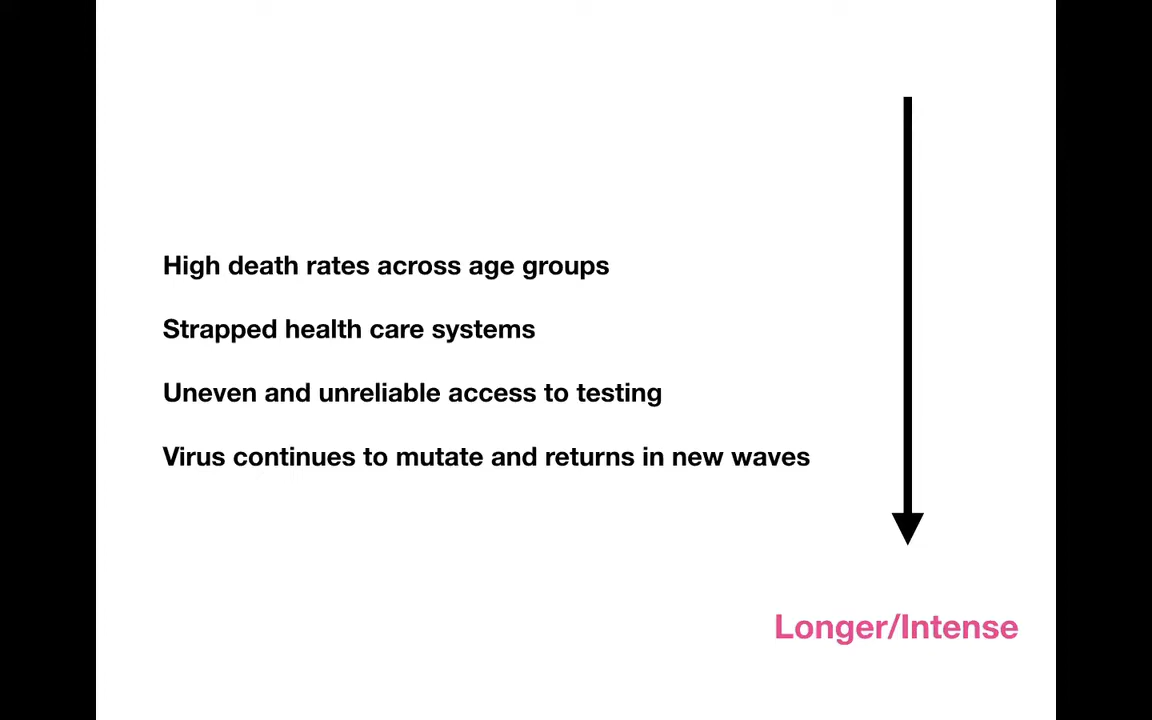 High death rates across age groups
Strapped health care systems
Uneven and unreliable access to testing
Virus continues to mutate and returns in new waves
Longer/Intense